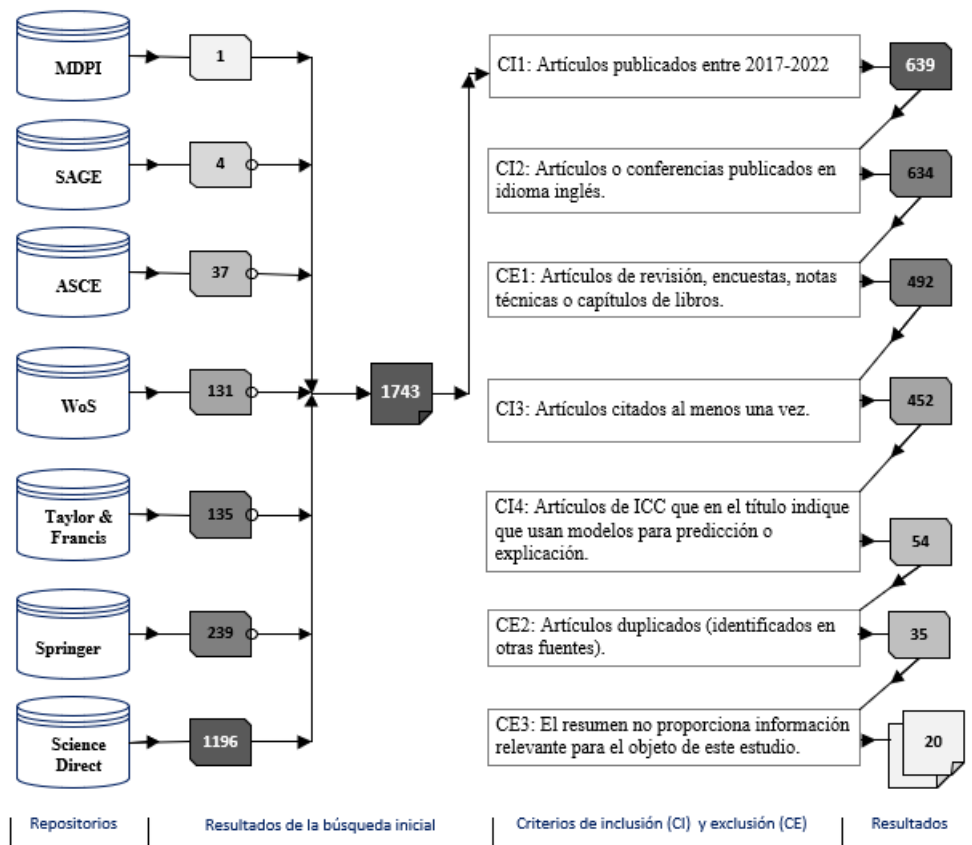 MDPI
1
SAGE
4
ASCE
37
WoS
131
Taylor &
Francis
135
Springer
239
Science
Direct
1196
1743
CI1: Artículos publicados entre 2017-2022
639
CI2: Artículos o conferencias publicados en
idioma inglés.
634
CE1: Artículos de revisión, encuestas, notas
técnicas o capítulos de libros.
492
CI3: Artículos citados al menos una vez.
452
CI4: Artículos de ICC que en el título indique
que usan modelos para predicción o
explicación.
54
CE2: Artículos duplicados (identificados en
otras fuentes).
35
CE3: El resumen no proporciona información
relevante para el objeto de este estudio.
20
Repositorios
Resultados de la búsqueda inicial
Criterios de inclusión (CI) y exclusión (CE)
Resultados